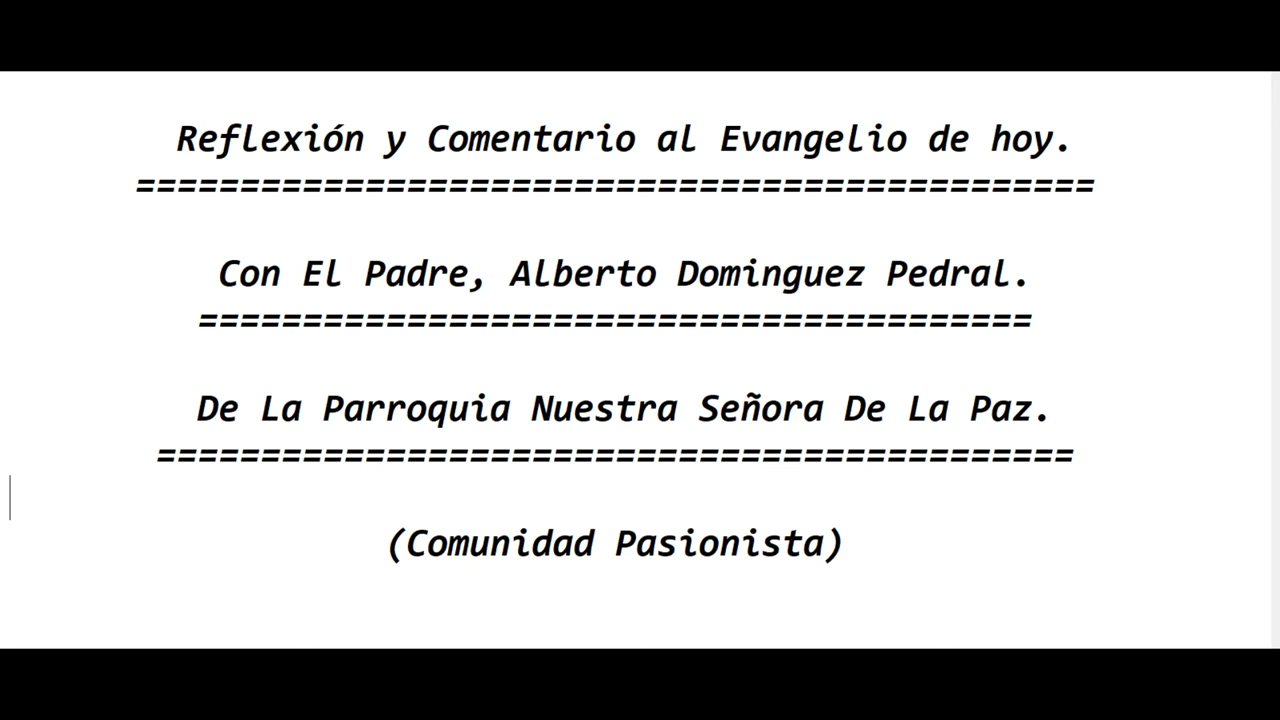 Reflexión y Comentario al Evangelio de hoy.
==============================================
Con El Padre, Alberto Dominguez Pedral.
========================================
De La Parroquia Nuestra Señora De La Paz.
============================================
(Comunidad Pasionista)